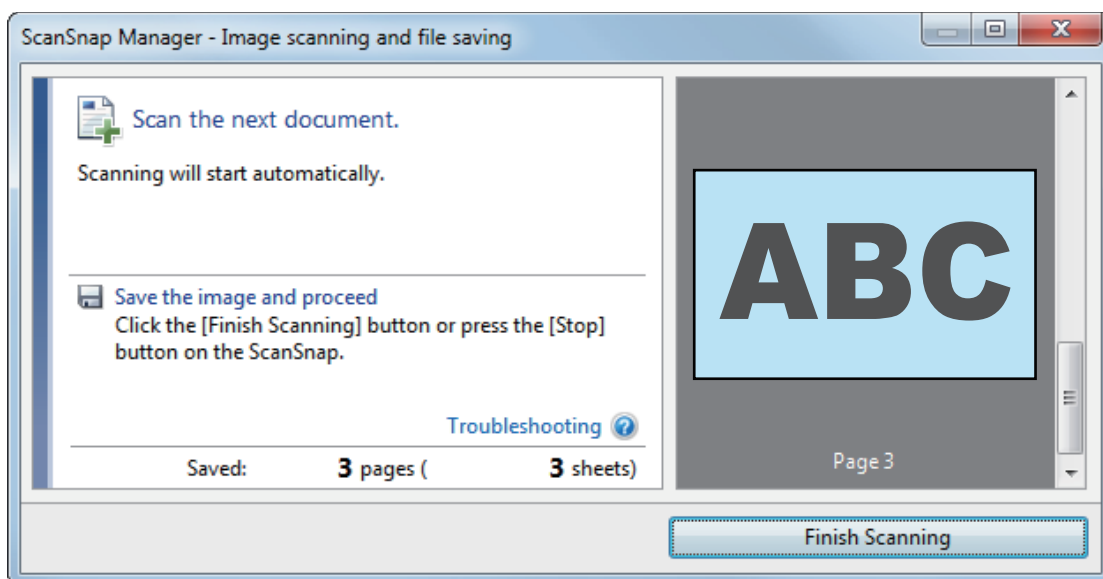 ScanSnap Manager - Image scanning and file saving
Scan the next document.
Scanning will start automatically.
Save the image and proceed
Click the [Finish Scanning] button or press the [Stop]
button on the ScanSnap.
Troubleshooting
Saved: 3 pages ( 3 sheets)
ABC
Page 3
Finish Scanning